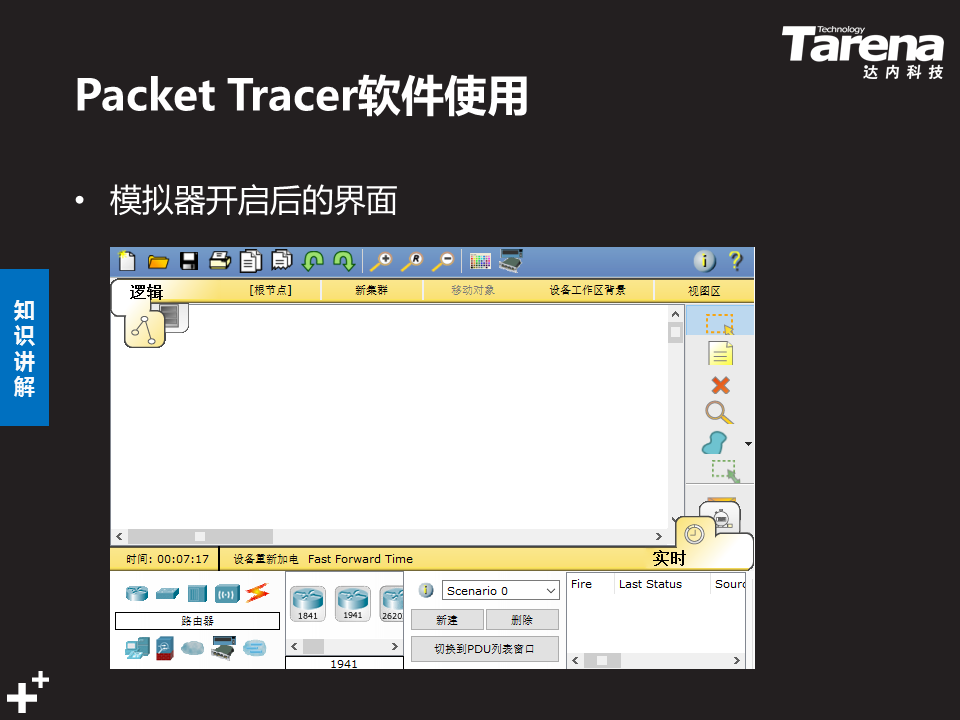 Technology
Tarena
达内科技
Packet Tracer软件使用
• 模拟器开启后的界面
知识讲解
逻辑 [根节点] 新集群 移动对象 设备工作区背景 视图区
时间: 00:07:17 设备重新加电 Fast Forward Time 实时
路由器
1841 1941 2620
1941
Scenario 0
新建 删除
切换到PDU列表窗口
Fire Last Status Sourc